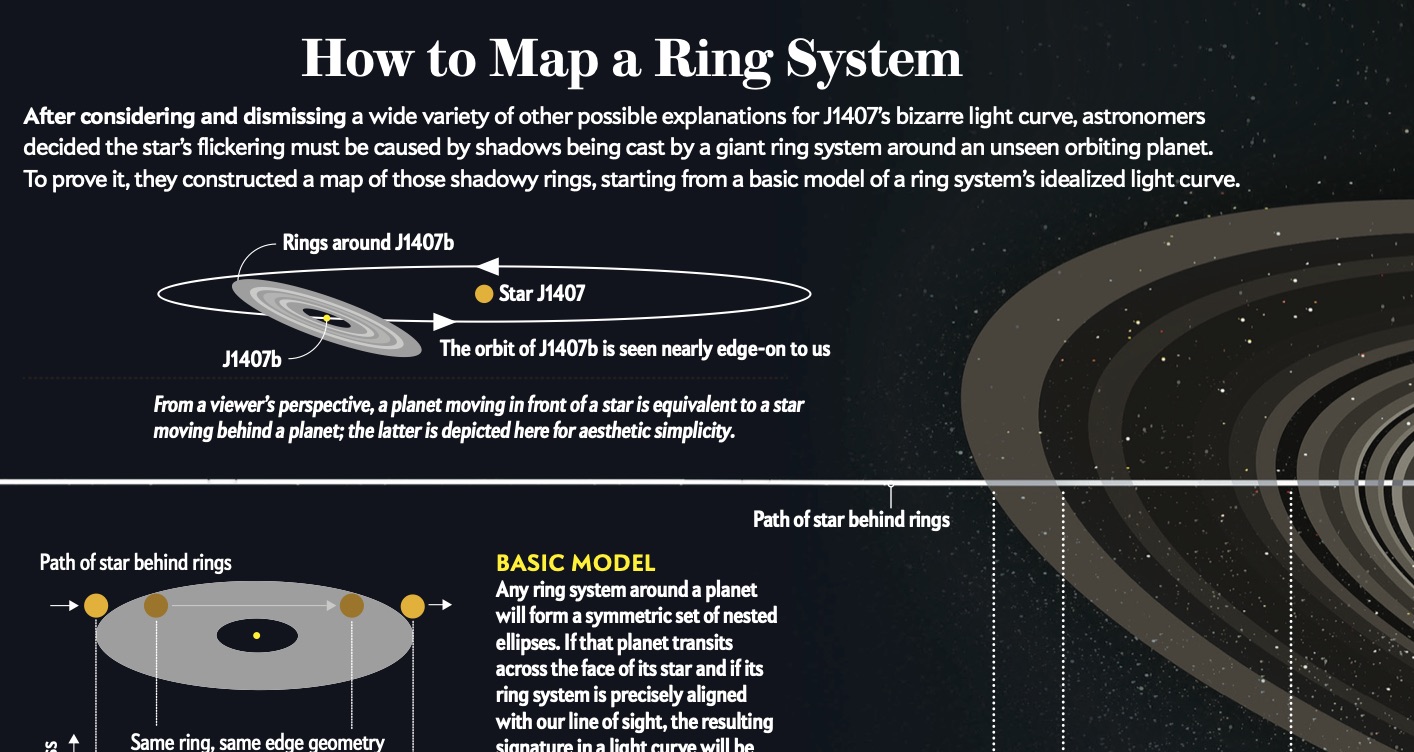 How to Map a Ring System
After considering and dismissing a wide variety of other possible explanations for J1407's bizarre light curve, astronomers
decided the star's flickering must be caused by shadows being cast by a giant ring system around an unseen orbiting planet.
To prove it, they constructed a map of those shadowy rings, starting from a basic model of a ring system's idealized light curve.
Rings around J1407b
Star J1407
J1407b
The orbit of J1407b is seen nearly edge-on to us
From a viewer's perspective, a planet moving in front of a star is equivalent to a star
moving behind a planet; the latter is depicted here for aesthetic simplicity.
Path of star behind rings
Path of star behind rings
Same ring, same edge geometry
BASIC MODEL
Any ring system around a planet
will form a symmetric set of nested
ellipses. If that planet transits
across the face of its star and if its
ring system is precisely aligned
with our line of sight, the resulting
signature in a light curve will be